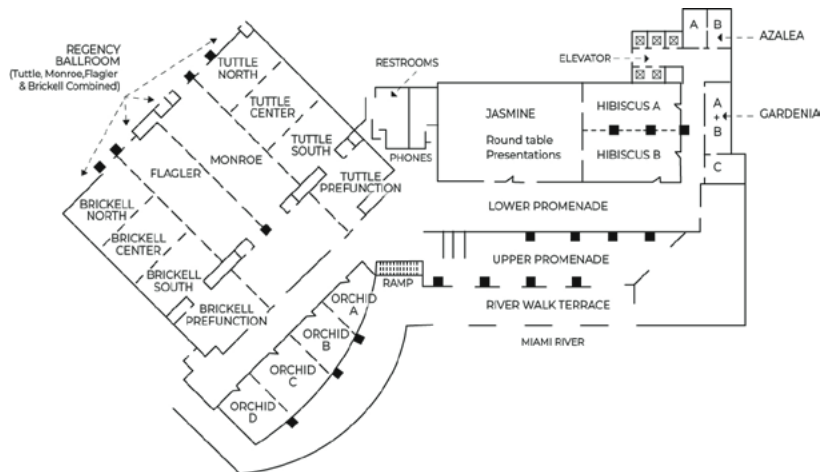 REGENCY
BALLROOM
(Tuttle, Monroe,Flagler
& Brickell Combined)
TUTTLE
NORTH
TUTTLE
CENTER
TUTTLE
SOUTH
TUTTLE
PREFUNCTION
MONROE
FLAGLER
BRICKELL
NORTH
BRICKELL
CENTER
BRICKELL
SOUTH
BRICKELL
PREFUNCTION
RESTROOMS
PHONES
JASMINE
Round table
Presentations
HIBISCUS A
HIBISCUS B
ELEVATOR
A
B
AZALEA
A
+
B
GARDENIA
C
LOWER PROMENADE
UPPER PROMENADE
RAMP
RIVER WALK TERRACE
MIAMI RIVER
ORCHID
A
ORCHID
B
ORCHID
C
ORCHID
D